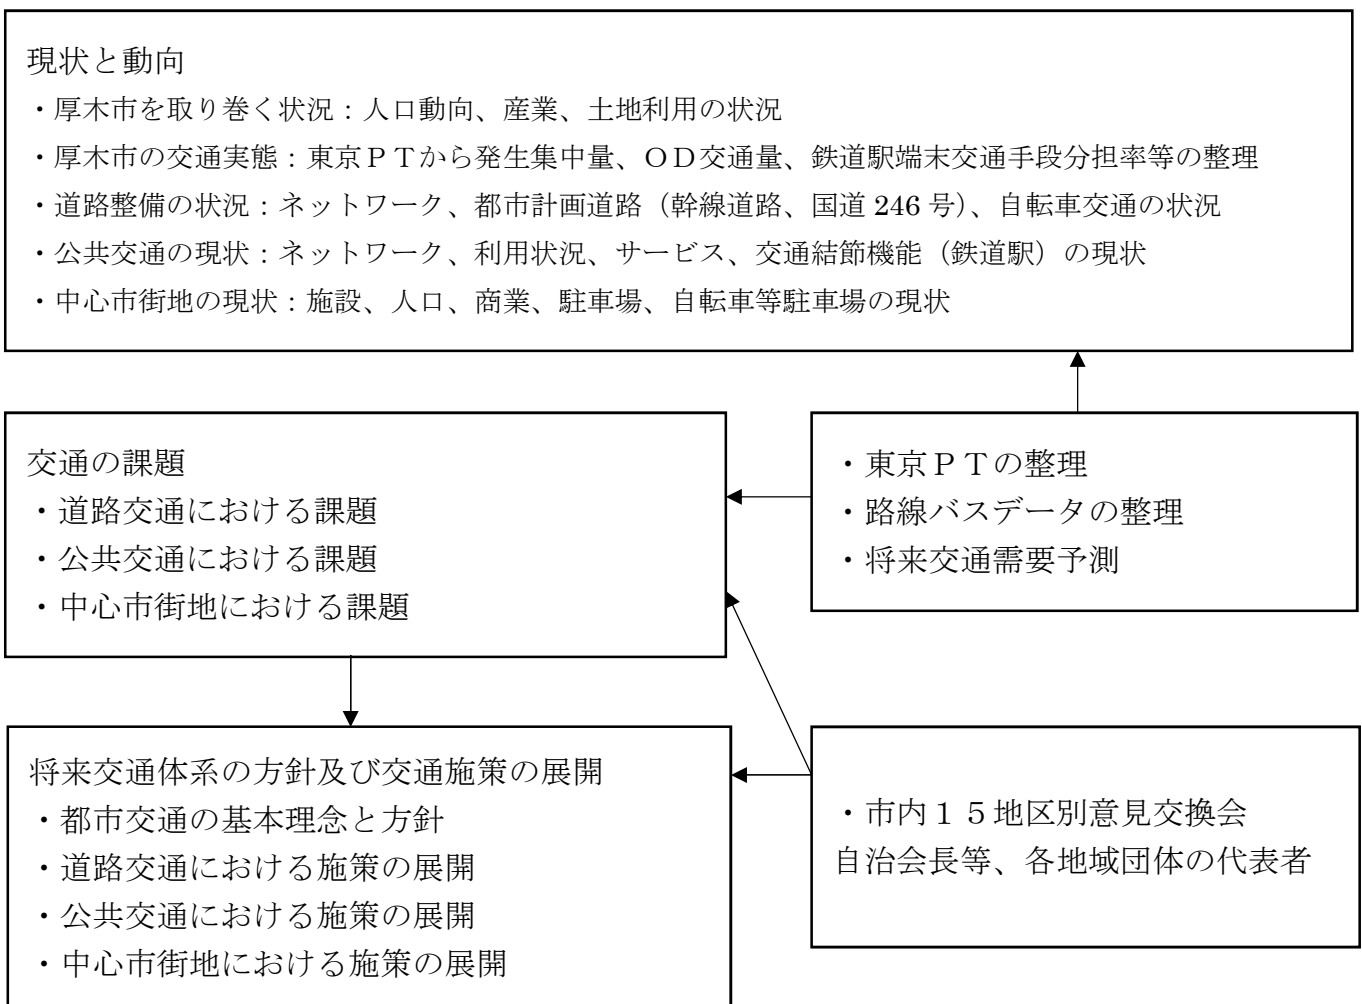 現状と動向
・厚木市を取り巻く状況：人口動向、産業、土地利用の状況
・厚木市の交通実態：東京ＰＴから発生集中量、ＯＤ交通量、鉄道駅端末交通手段分担率等の整理
・道路整備の状況：ネットワーク、都市計画道路（幹線道路、国道 246 号）、自転車交通の状況
・公共交通の現状：ネットワーク、利用状況、サービス、交通結節機能（鉄道駅）の現状
・中心市街地の現状：施設、人口、商業、駐車場、自転車等駐車場の現状
交通の課題
・道路交通における課題
・公共交通における課題
・中心市街地における課題
・東京ＰＴの整理
・路線バスデータの整理
・将来交通需要予測
将来交通体系の方針及び交通施策の展開
・都市交通の基本理念と方針
・道路交通における施策の展開
・公共交通における施策の展開
・中心市街地における施策の展開
・市内１５地区別意見交換会
自治会長等、各地域団体の代表者